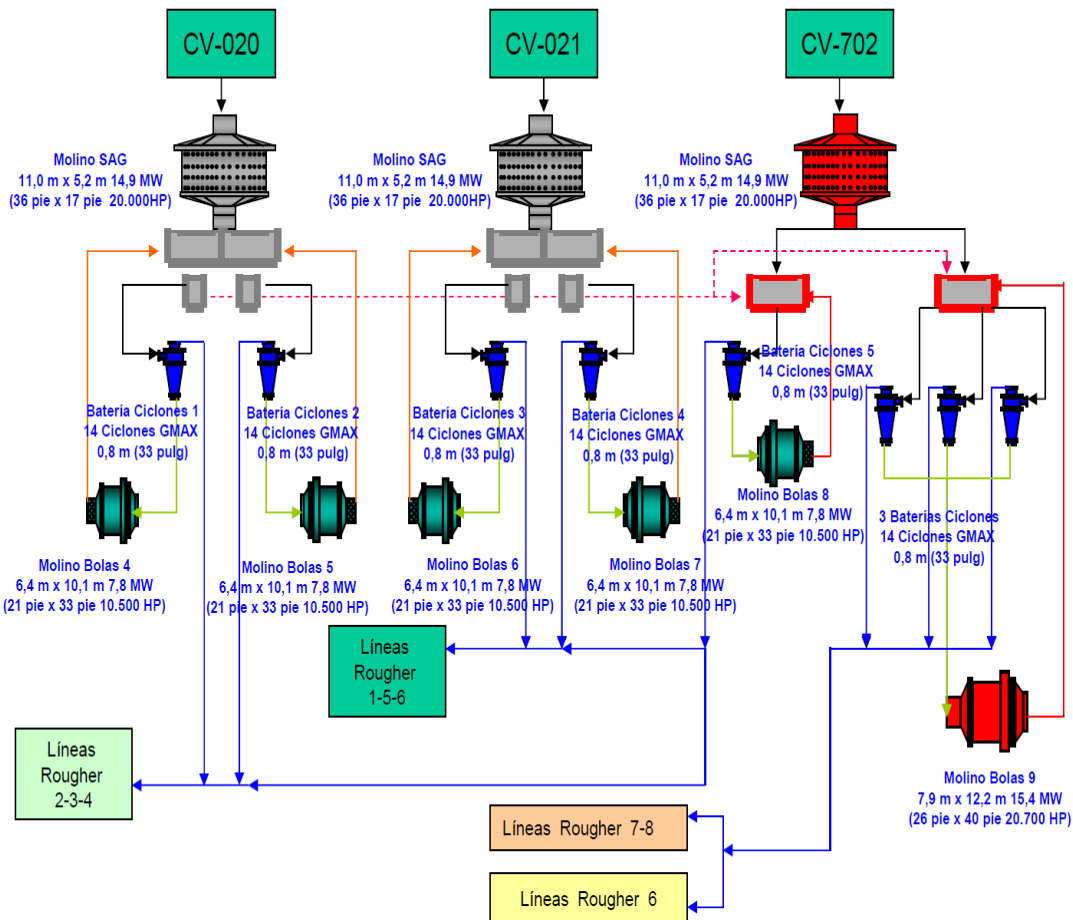 CV-020
CV-021
CV-702
Molino SAG
11,0 m x 5,2 m 14,9 MW
(36 pie x 17 pie 20.000HP)
Molino SAG
11,0 m x 5,2 m 14,9 MW
(36 pie x 17 pie 20.000HP)
Molino SAG
11,0 m x 5,2 m 14,9 MW
(36 pie x 17 pie 20.000HP)
Batería Ciclones 1
14 Ciclones GMAX
0,8 m (33 pulg)
Batería Ciclones 2
14 Ciclones GMAX
0,8 m (33 pulg)
Batería Ciclones 3
14 Ciclones GMAX
0,8 m (33 pulg)
Batería Ciclones 4
14 Ciclones GMAX
0,8 m (33 pulg)
Batería Ciclones 5
14 Ciclones GMAX
0,8 m (33 pulg)
Molino Bolas 4
6,4 m x 10,1 m 7,8 MW
(21 pie x 33 pie 10.500 HP)
Molino Bolas 5
6,4 m x 10,1 m 7,8 MW
(21 pie x 33 pie 10.500 HP)
Molino Bolas 6
6,4 m x 10,1 m 7,8 MW
(21 pie x 33 pie 10.500 HP)
Molino Bolas 7
6,4 m x 10,1 m 7,8 MW
(21 pie x 33 pie 10.500 HP)
Molino Bolas 8
6,4 m x 10,1 m 7,8 MW
(21 pie x 33 pie 10.500 HP)
3 Baterías Ciclones
14 Ciclones GMAX
0,8 m (33 pulg)
Líneas
Rougher
1-5-6
Líneas
Rougher
2-3-4
Molino Bolas 9
7,9 m x 12,2 m 15,4 MW
(26 pie x 40 pie 20.700 HP)
Líneas Rougher 7-8
Líneas Rougher 6